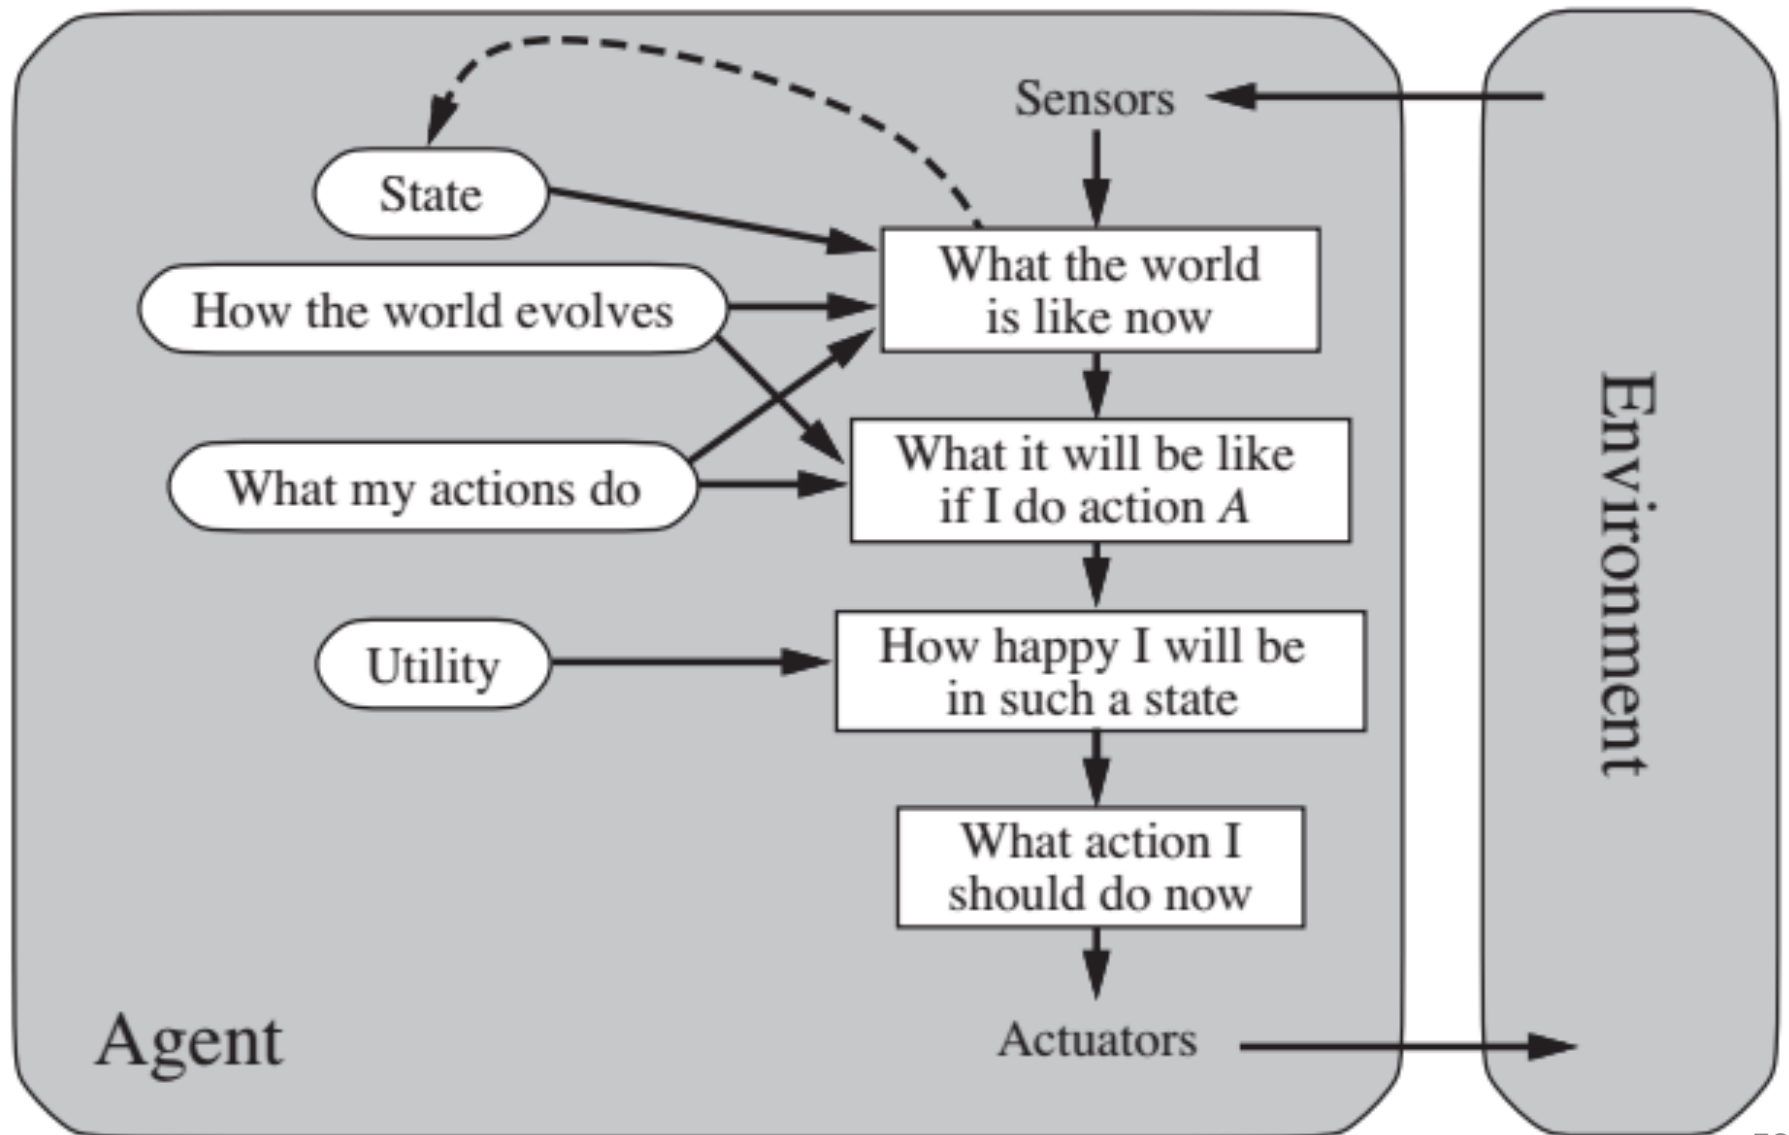 Sensors
State
What the world
is like now
How the world evolves
What it will be like
if I do action A
What my actions do
How happy I will be
in such a state
Utility
What action I
should do now
Agent
Actuators
Environment